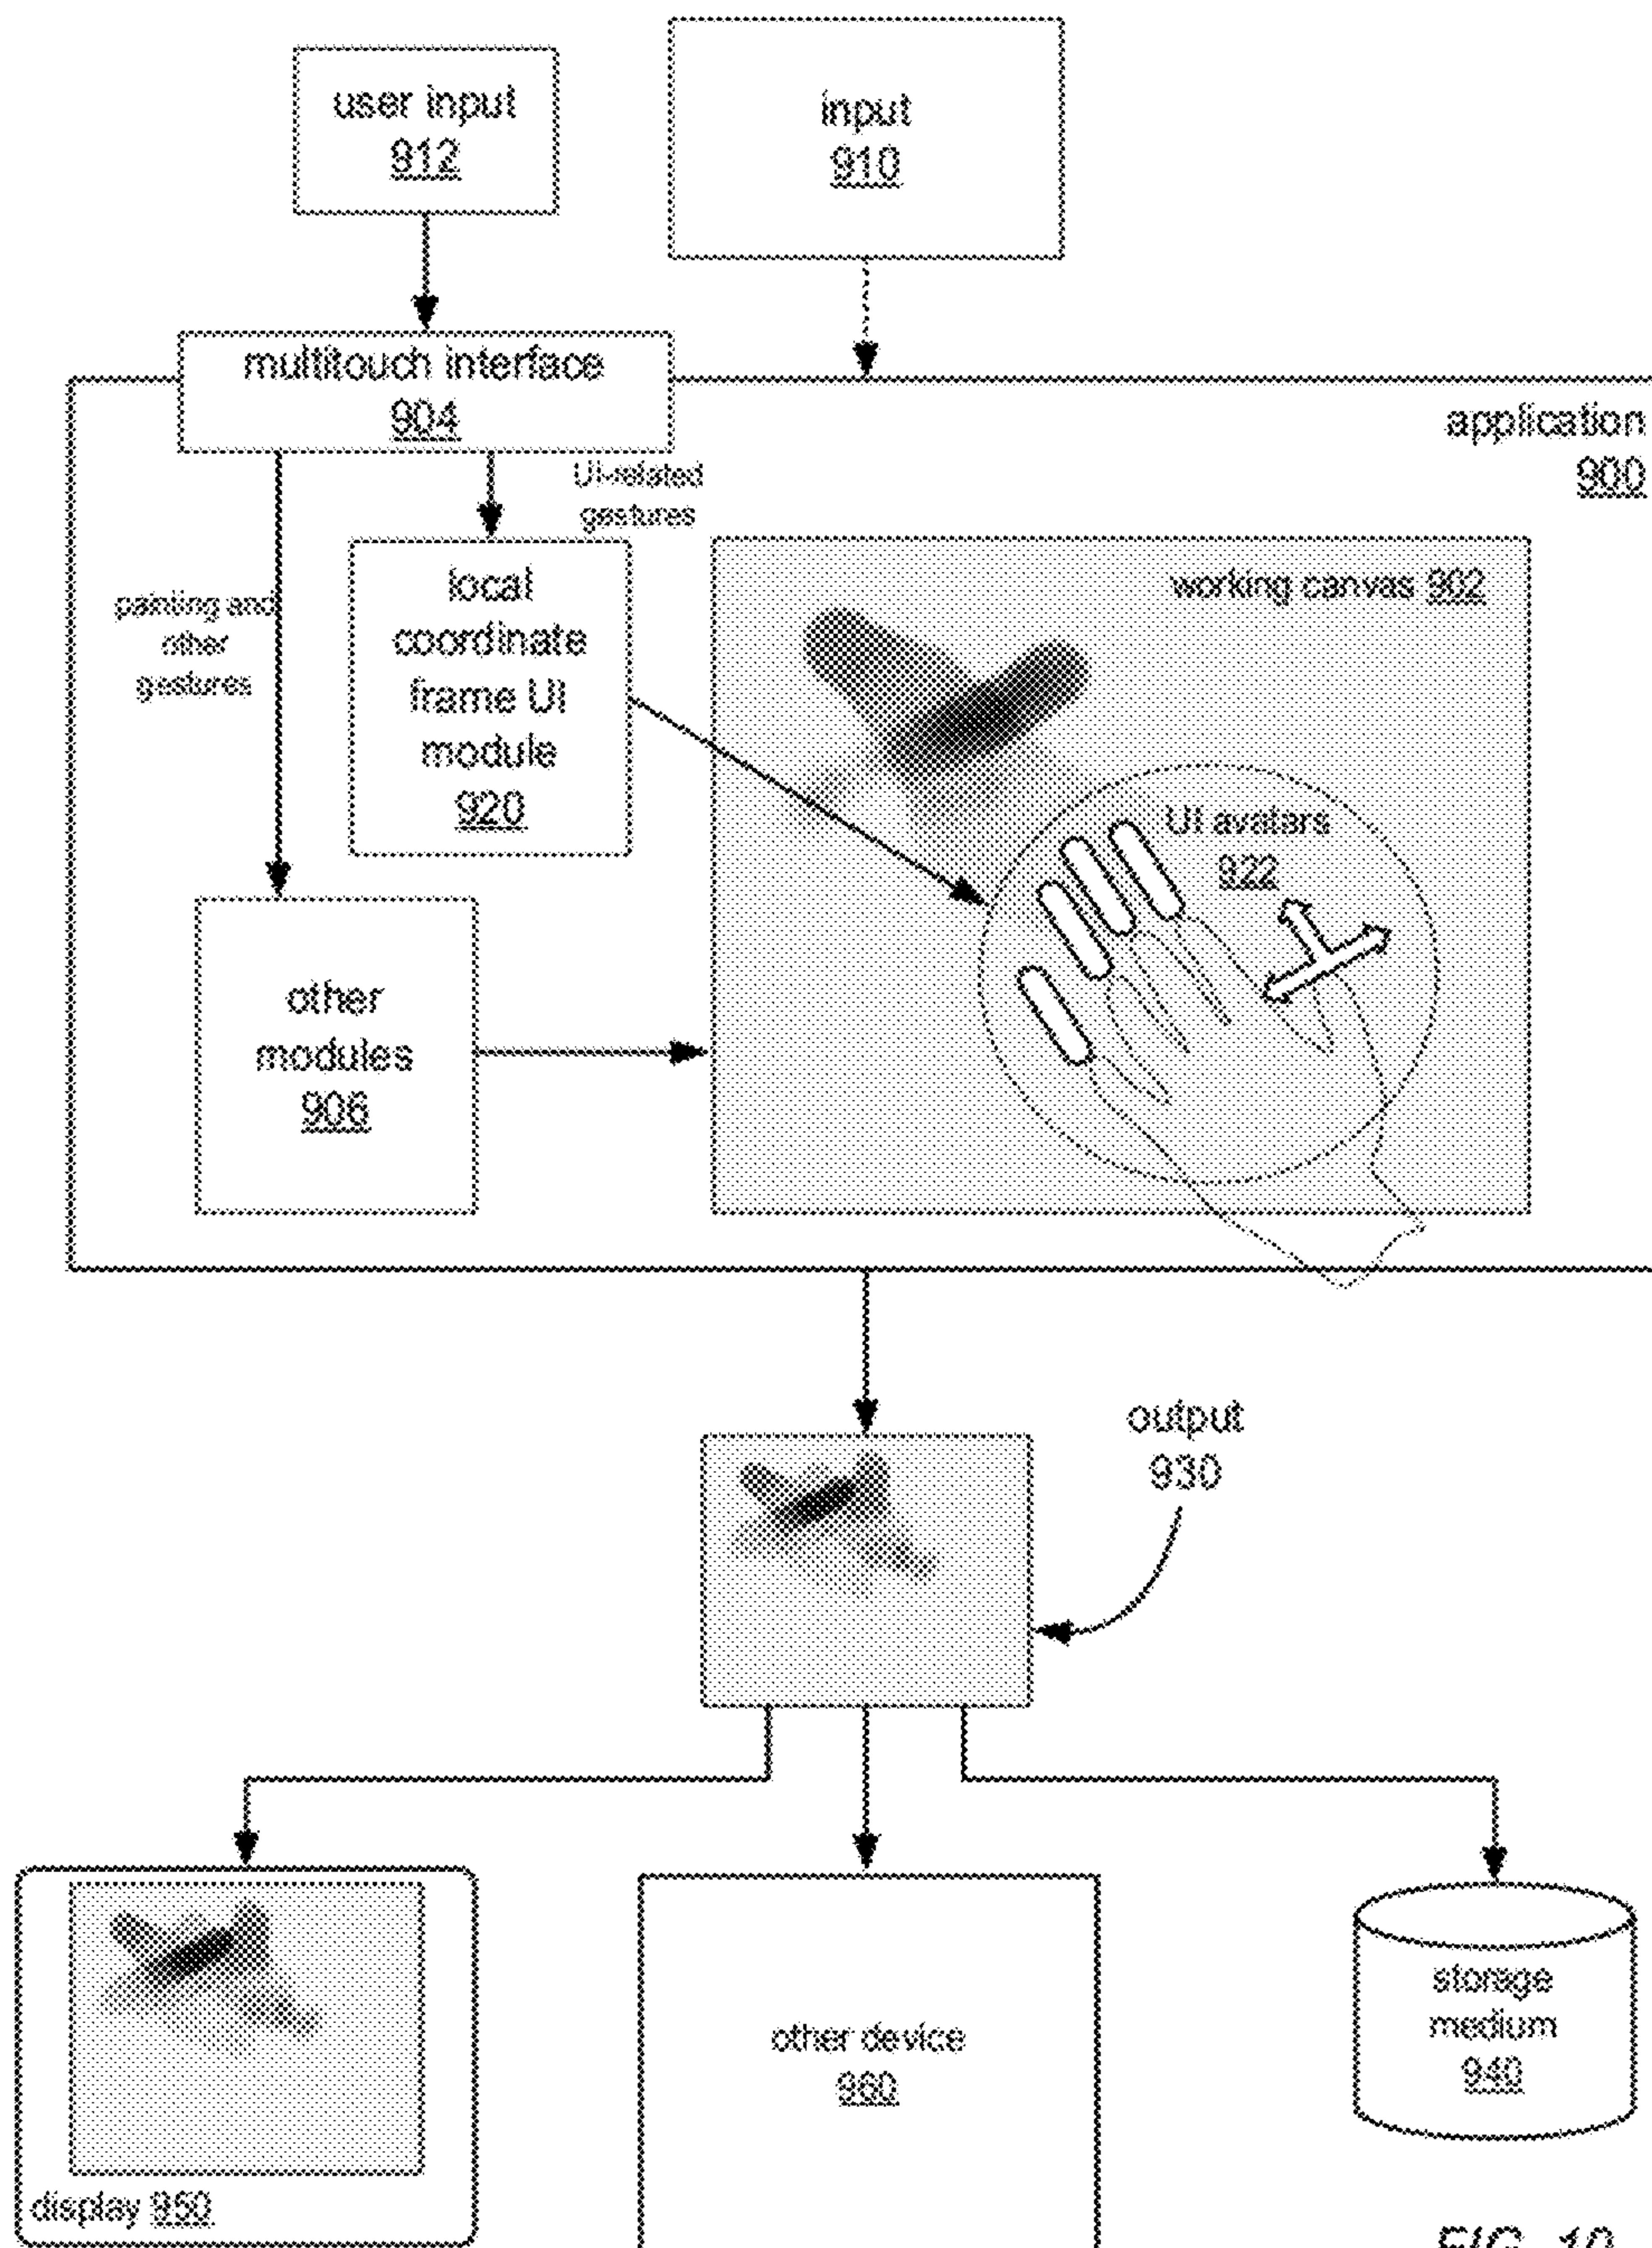 user input
912
input
910
multitouch interface
904
application
900
UI-related
gestures
painting and
other
gestures
local
coordinate
frame UI
module
920
working canvas 902
UI avatars
922
other
modules
906
output
930
display 950
other device
960
storage
medium
940
FIG. 10